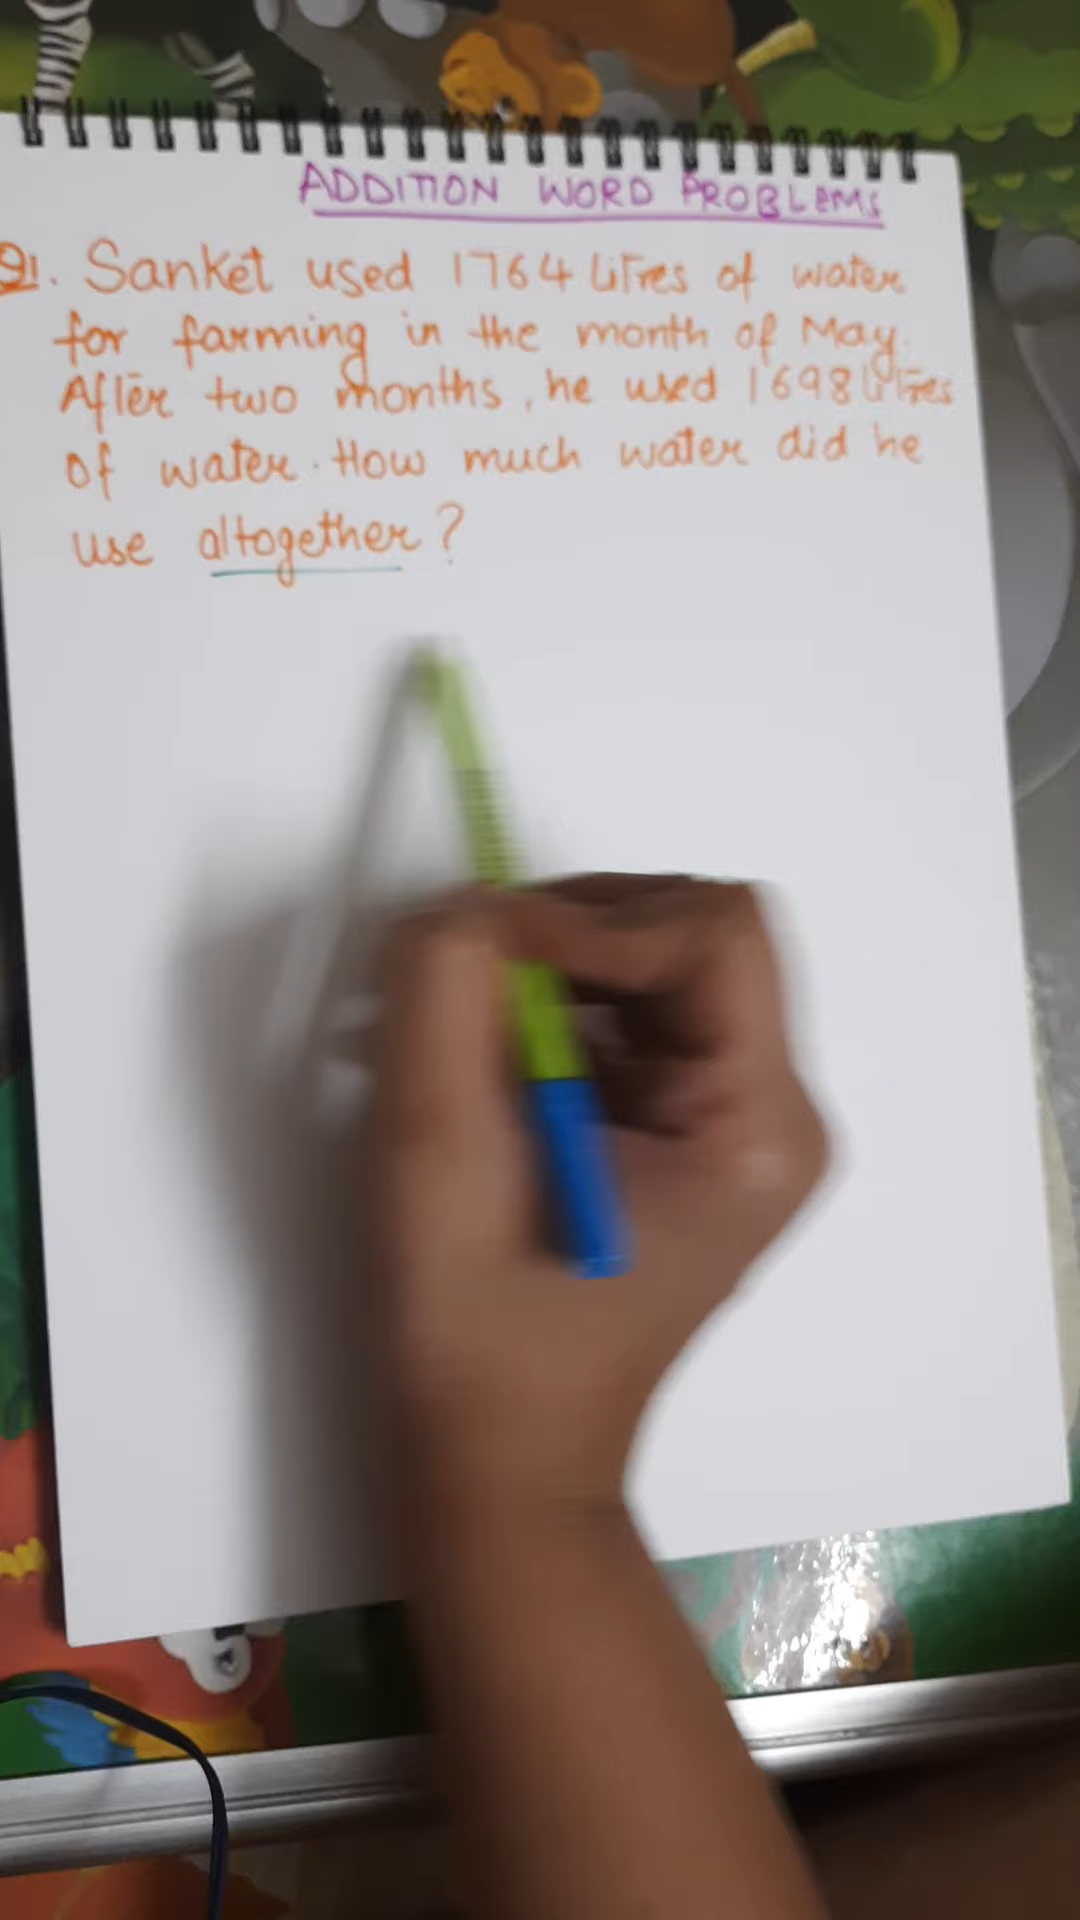 ADDITION WORD PROBLEMS
Q1. Sanket used 1764 litres of water
for farming in the month of May.
After two months, he used 1698 litres
of water. How much water did he
use altogether?